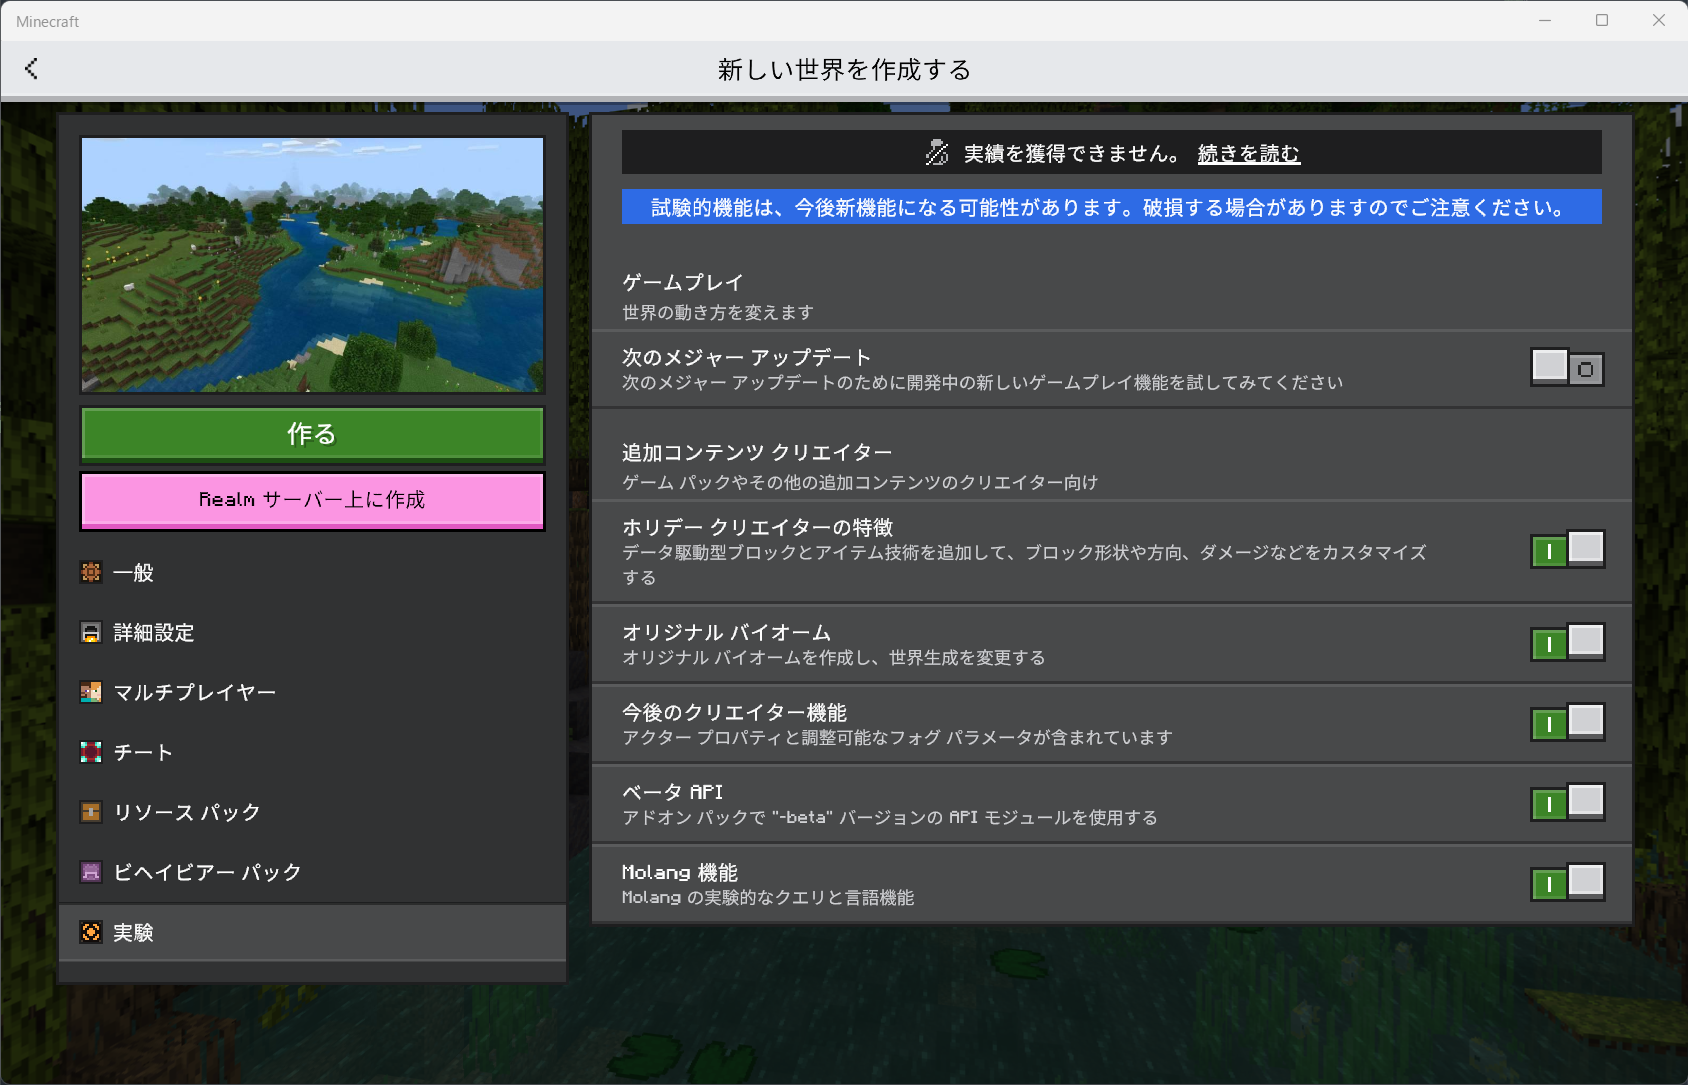 Minecraft
新しい世界を作成する
作る
Realm サーバー上に作成
一般
詳細設定
マルチプレイヤー
チート
リソース パック
ビヘイビアー パック
実験
実績を獲得できません。 続きを読む
試験的機能は、今後新機能になる可能性があります。破損する場合がありますのでご注意ください。
ゲームプレイ
世界の動き方を変えます
次のメジャー アップデート
次のメジャー アップデートのために開発中の新しいゲームプレイ機能を試してみてください
追加コンテンツ クリエイター
ゲーム パックやその他の追加コンテンツのクリエイター向け
ホリデー クリエイターの特徴
データ駆動型ブロックとアイテム技術を追加して、ブロック形状や方向、ダメージなどをカスタマイズ
する
オリジナル バイオーム
オリジナル バイオームを作成し、世界生成を変更する
今後のクリエイター機能
アクター プロパティと調整可能なフォグ パラメータが含まれています
ベータ API
アドオン パックで "-beta" バージョンの API モジュールを使用する
Molang 機能
Molang の実験的なクエリと言語機能